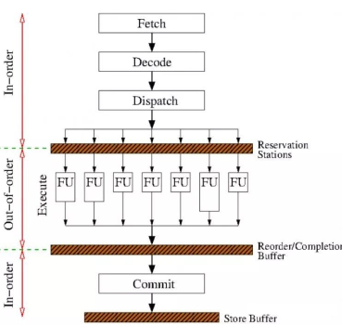 Fetch
Decode
Dispatch
In-order
Reservation
Stations
FU FU FU FU FU FU FU
Execute
Out-of-order
Reorder/Completion
Buffer
Commit
In-order
Store Buffer